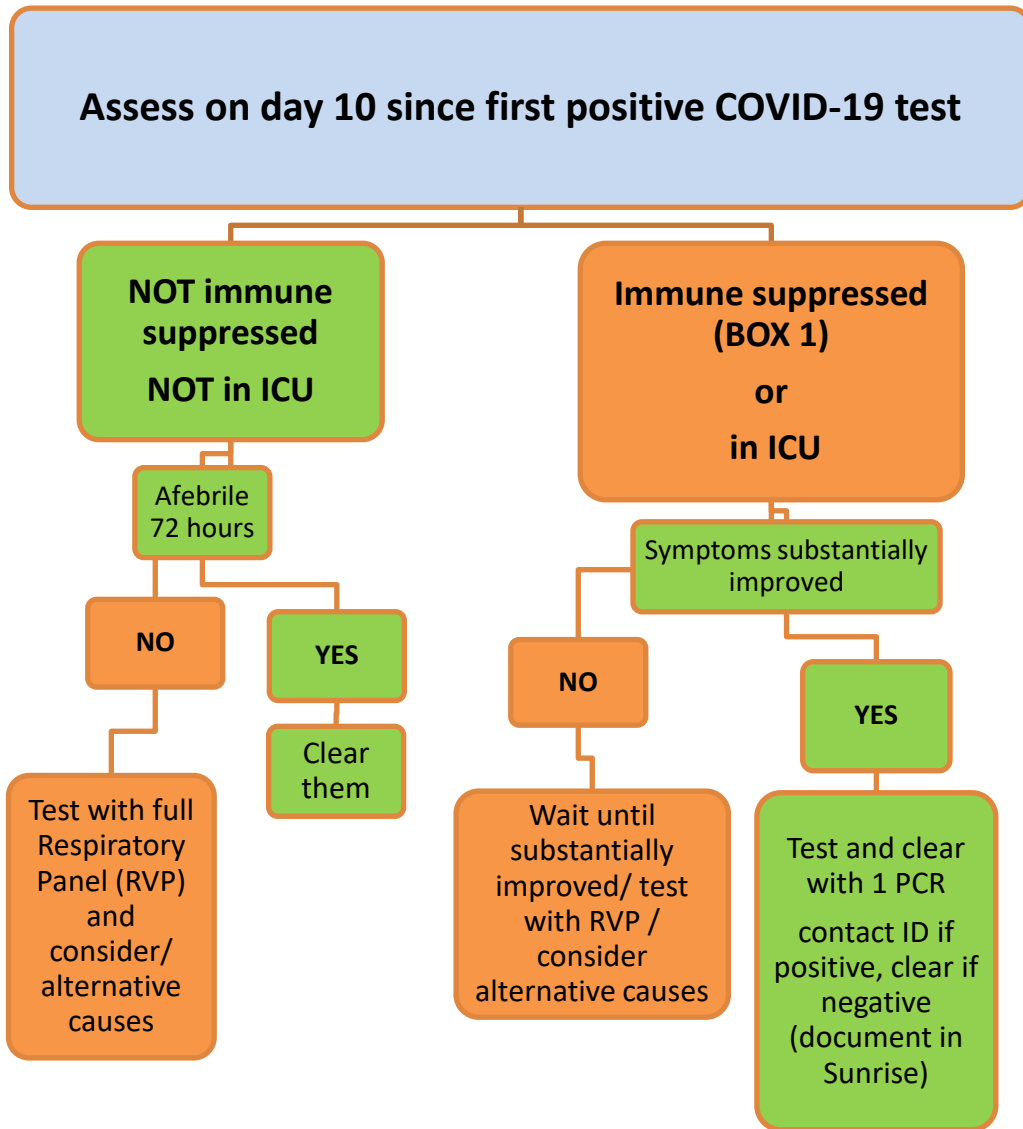 Assess on day 10 since first positive COVID-19 test
NOT immune
suppressed
NOT in ICU
Afebrile
72 hours
NO
YES
Clear
them
Test with full
Respiratory
Panel (RVP)
and
consider/
alternative
causes
Immune suppressed
(BOX 1)
or
in ICU
Symptoms substantially
improved
NO
YES
Wait until
substantially
improved/ test
with RVP /
consider
alternative causes
Test and clear
with 1 PCR
contact ID if
positive, clear if
negative
(document in
Sunrise)